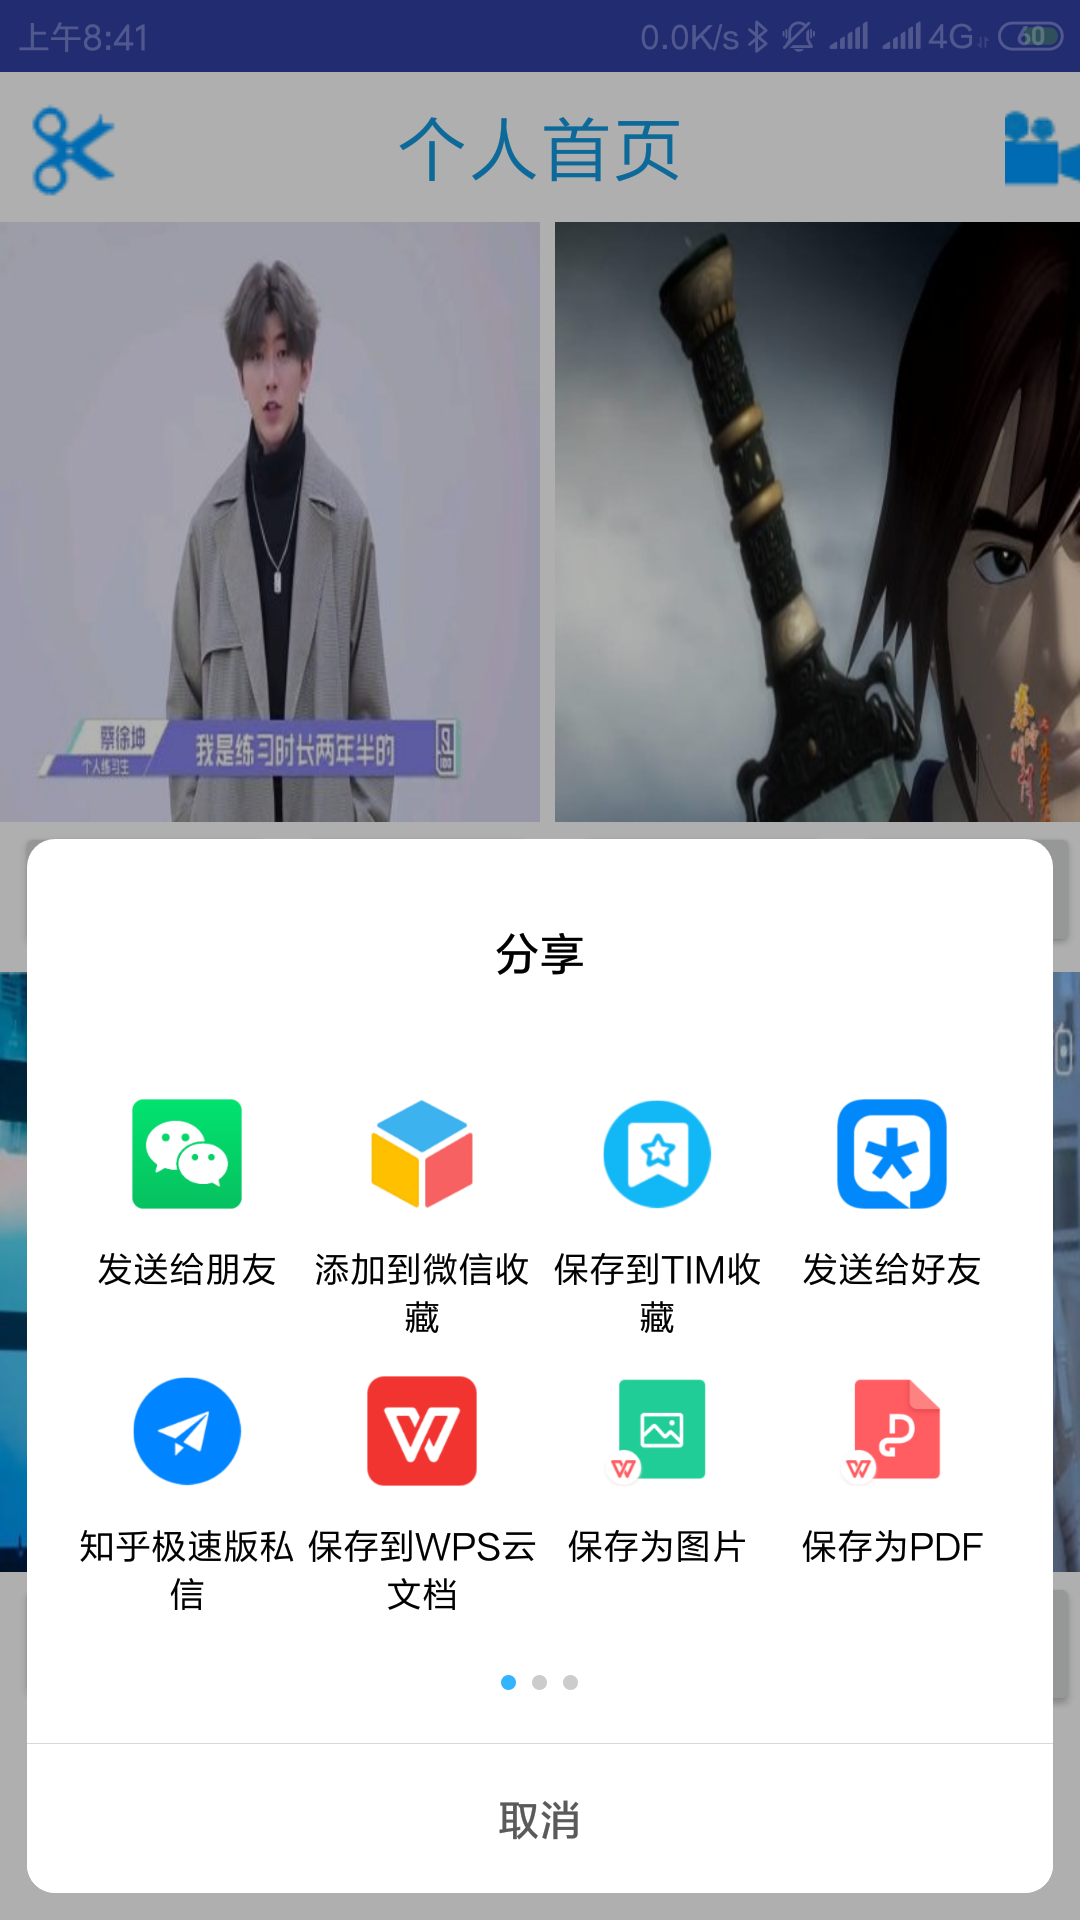 上午8:41
0.0K/s 4G 60
个人首页
蔡徐坤
个人练习生
我是练习时长两年半的
秦时明月
分享
发送给朋友
添加到微信收藏
保存到TIM收藏
发送给好友
知乎极速版私信
保存到WPS云文档
保存为图片
保存为PDF
取消